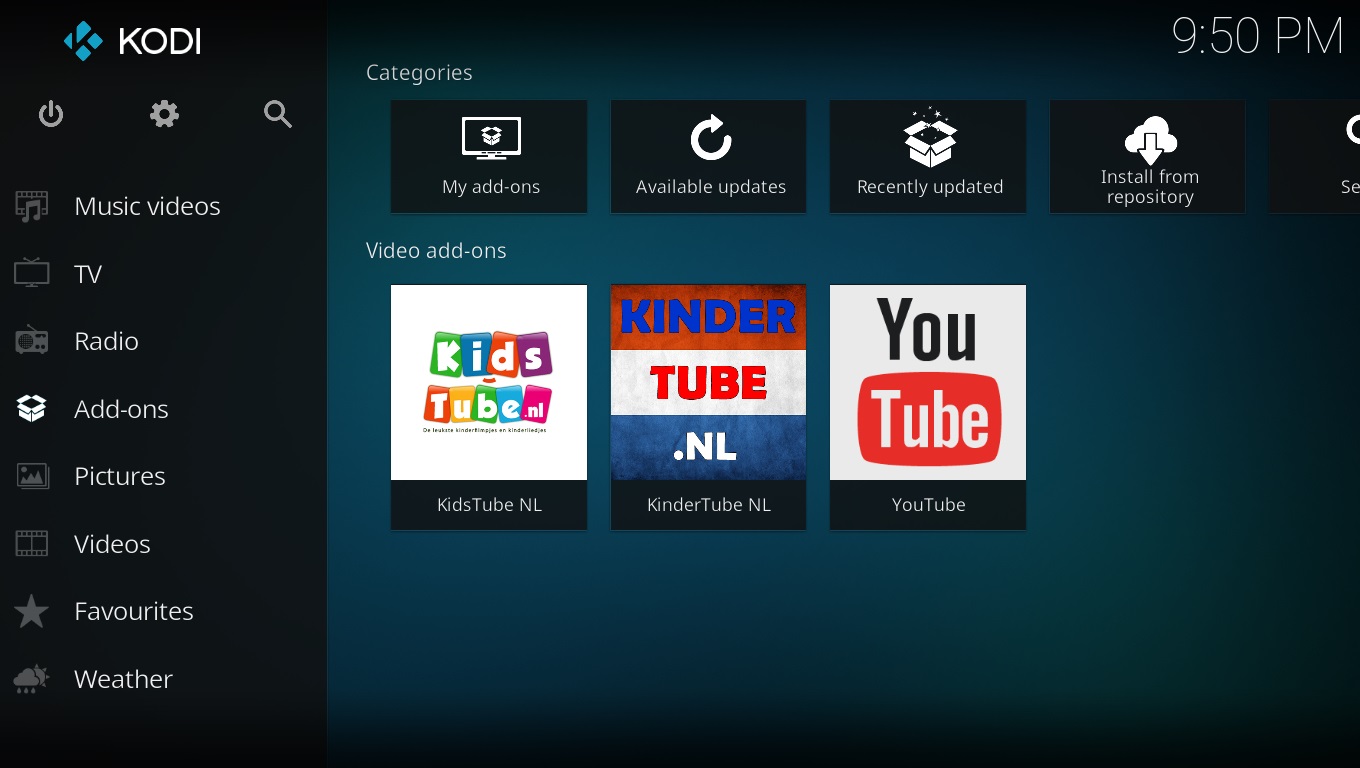 KODI
9:50 PM
Categories
My add-ons
Available updates
Recently updated
Install from
repository
Se
Music videos
TV
Radio
Add-ons
Pictures
Videos
Favourites
Weather
Video add-ons
Kids
Tube.nl
De leukste kinderfilmpjes en kinderliedjes
KidsTube NL
KINDER
TUBE
.NL
KinderTube NL
You
Tube
YouTube